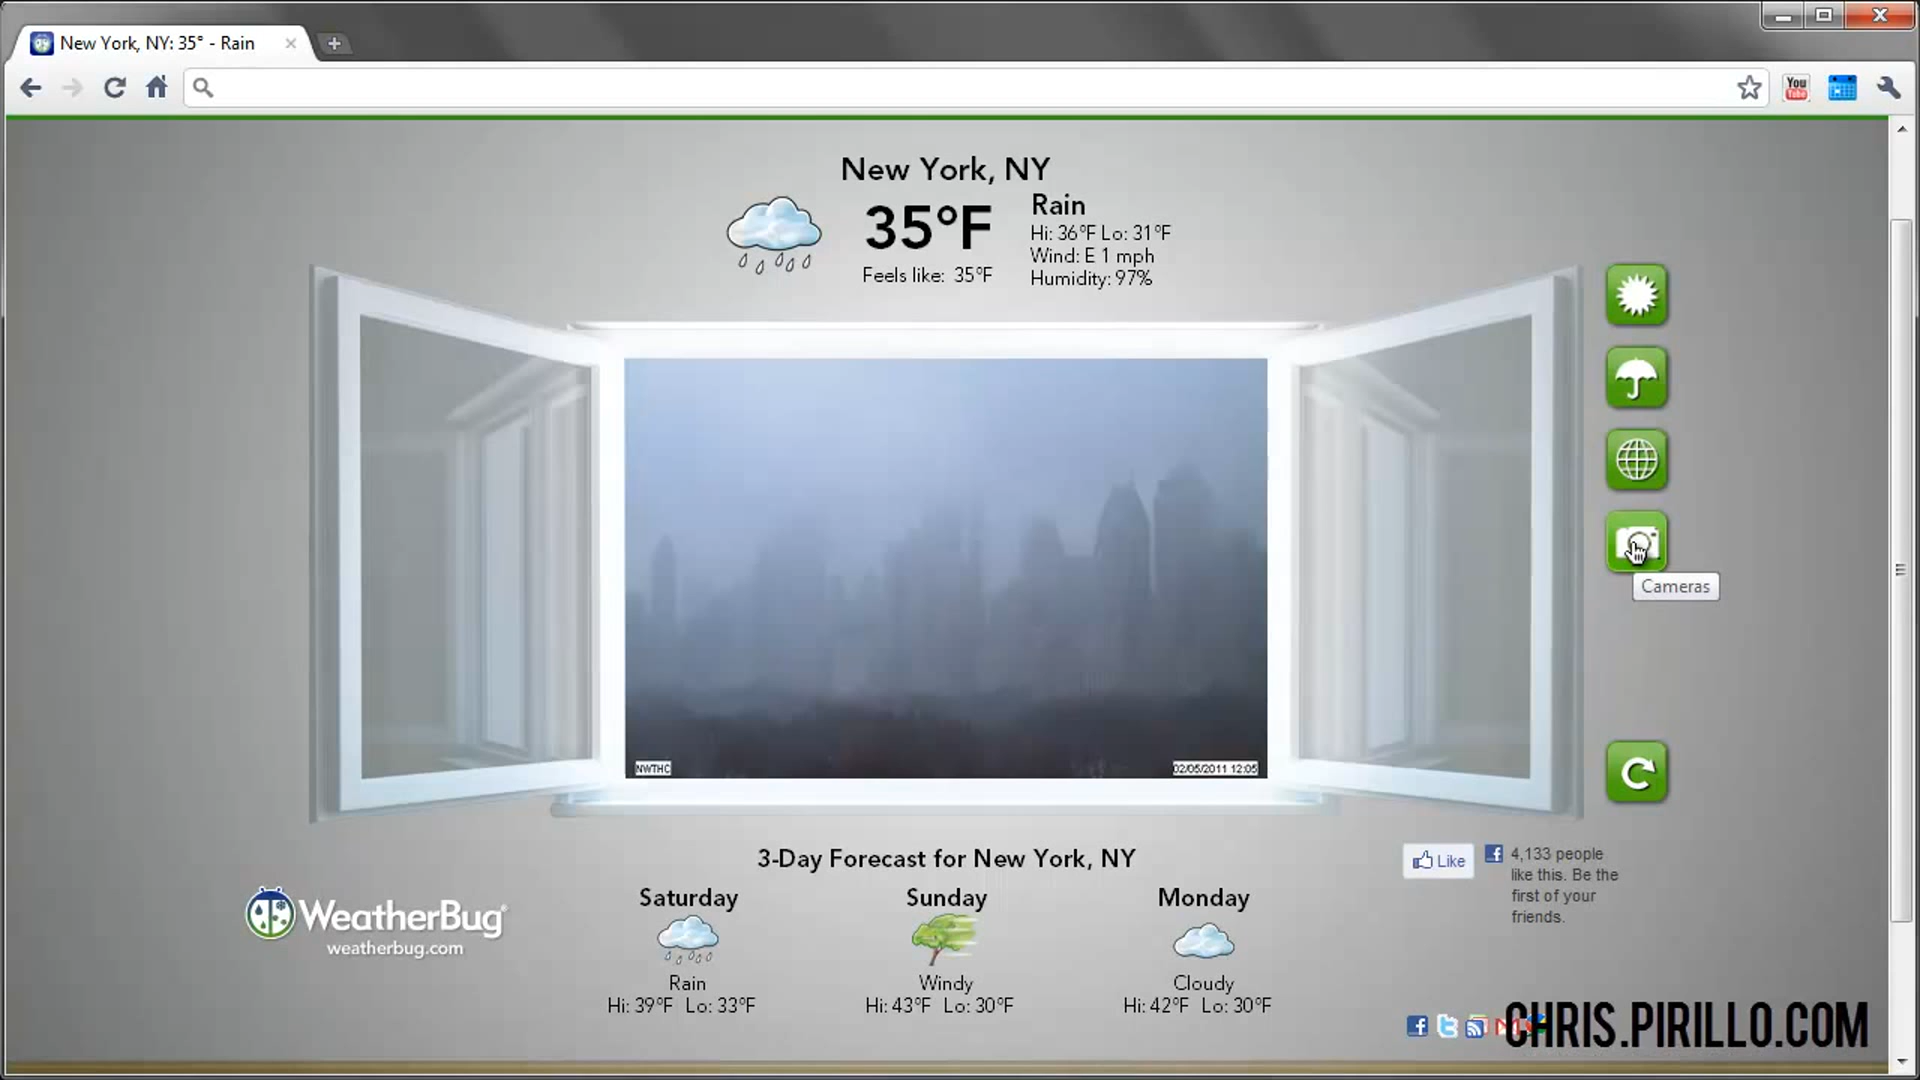 New York, NY: 35° - Rain
You
Tube
New York, NY
35°F
Feels like: 35°F
Rain
Hi: 36°F Lo: 31°F
Wind: E 1 mph
Humidity: 97%
Cameras
NWTHC
02/05/2011 12:05
3-Day Forecast for New York, NY
Saturday
Rain
Hi: 39°F Lo: 33°F
Sunday
Windy
Hi: 43°F Lo: 30°F
Monday
Cloudy
Hi: 42°F Lo: 30°F
Like
4,133 people
like this. Be the
first of your
friends.
WeatherBug®
weatherbug.com
CHRIS.PIRILLO.COM